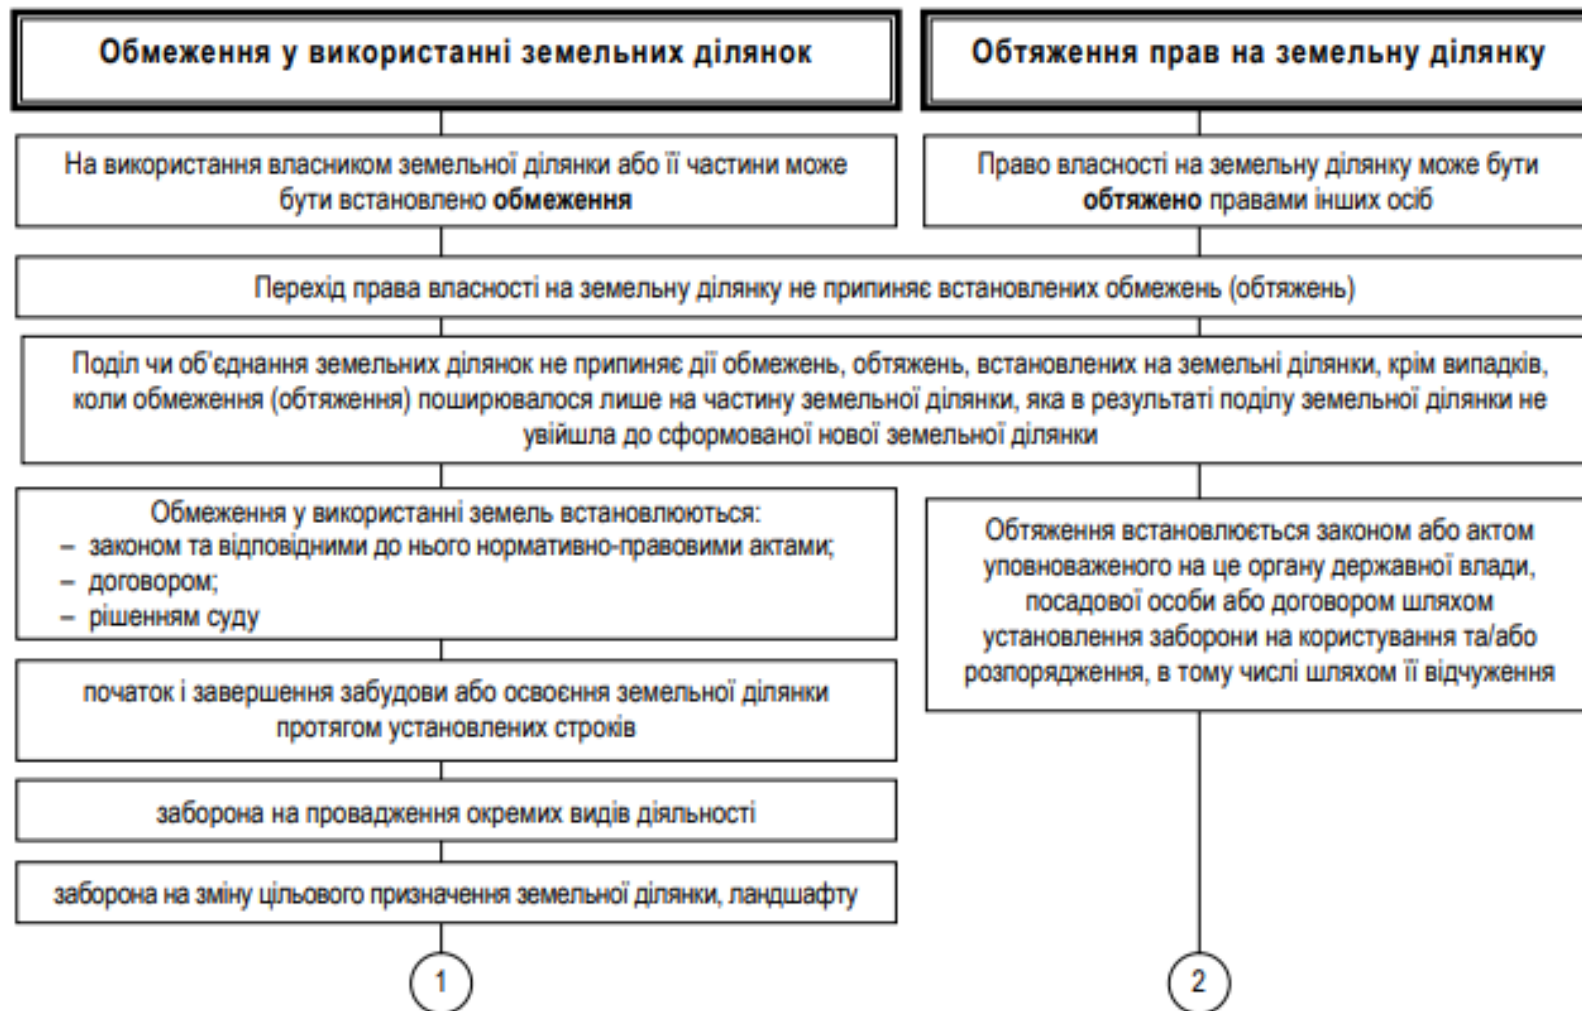 Обмеження у використанні земельних ділянок
Обтяження прав на земельну ділянку
На використання власником земельної ділянки або її частини може
бути встановлено обмеження
Право власності на земельну ділянку може бути
обтяжено правами інших осіб
Перехід права власності на земельну ділянку не припиняє встановлених обмежень (обтяжень)
Поділ чи об'єднання земельних ділянок не припиняє дії обмежень, обтяжень, встановлених на земельні ділянки, крім випадків,
коли обмеження (обтяження) поширювалося лише на частину земельної ділянки, яка в результаті поділу земельної ділянки не
увійшла до сформованої нової земельної ділянки
Обмеження у використанні земель встановлюються:
– законом та відповідними до нього нормативно-правовими актами;
– договором;
– рішенням суду
початок і завершення забудови або освоєння земельної ділянки
протягом установлених строків
заборона на провадження окремих видів діяльності
заборона на зміну цільового призначення земельної ділянки, ландшафту
1
Обтяження встановлюється законом або актом
уповноваженого на це органу державної влади,
посадової особи або договором шляхом
установлення заборони на користування та/або
розпорядження, в тому числі шляхом її відчуження
2